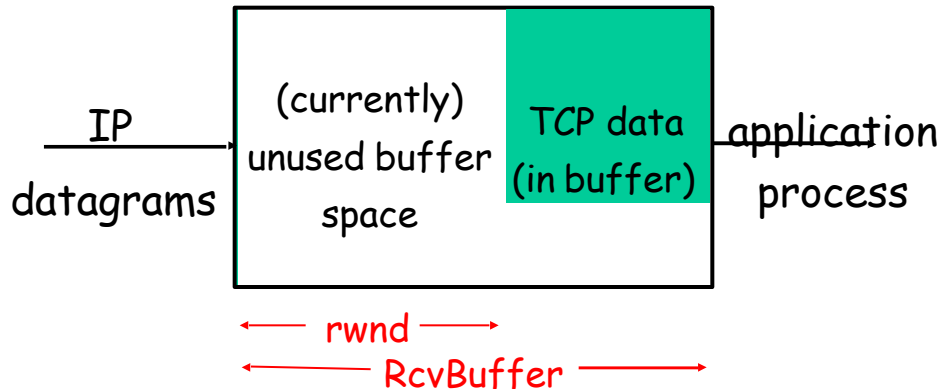 IP
datagrams
(currently)
unused buffer
space
TCP data
(in buffer)
application
process
rwnd
RcvBuffer